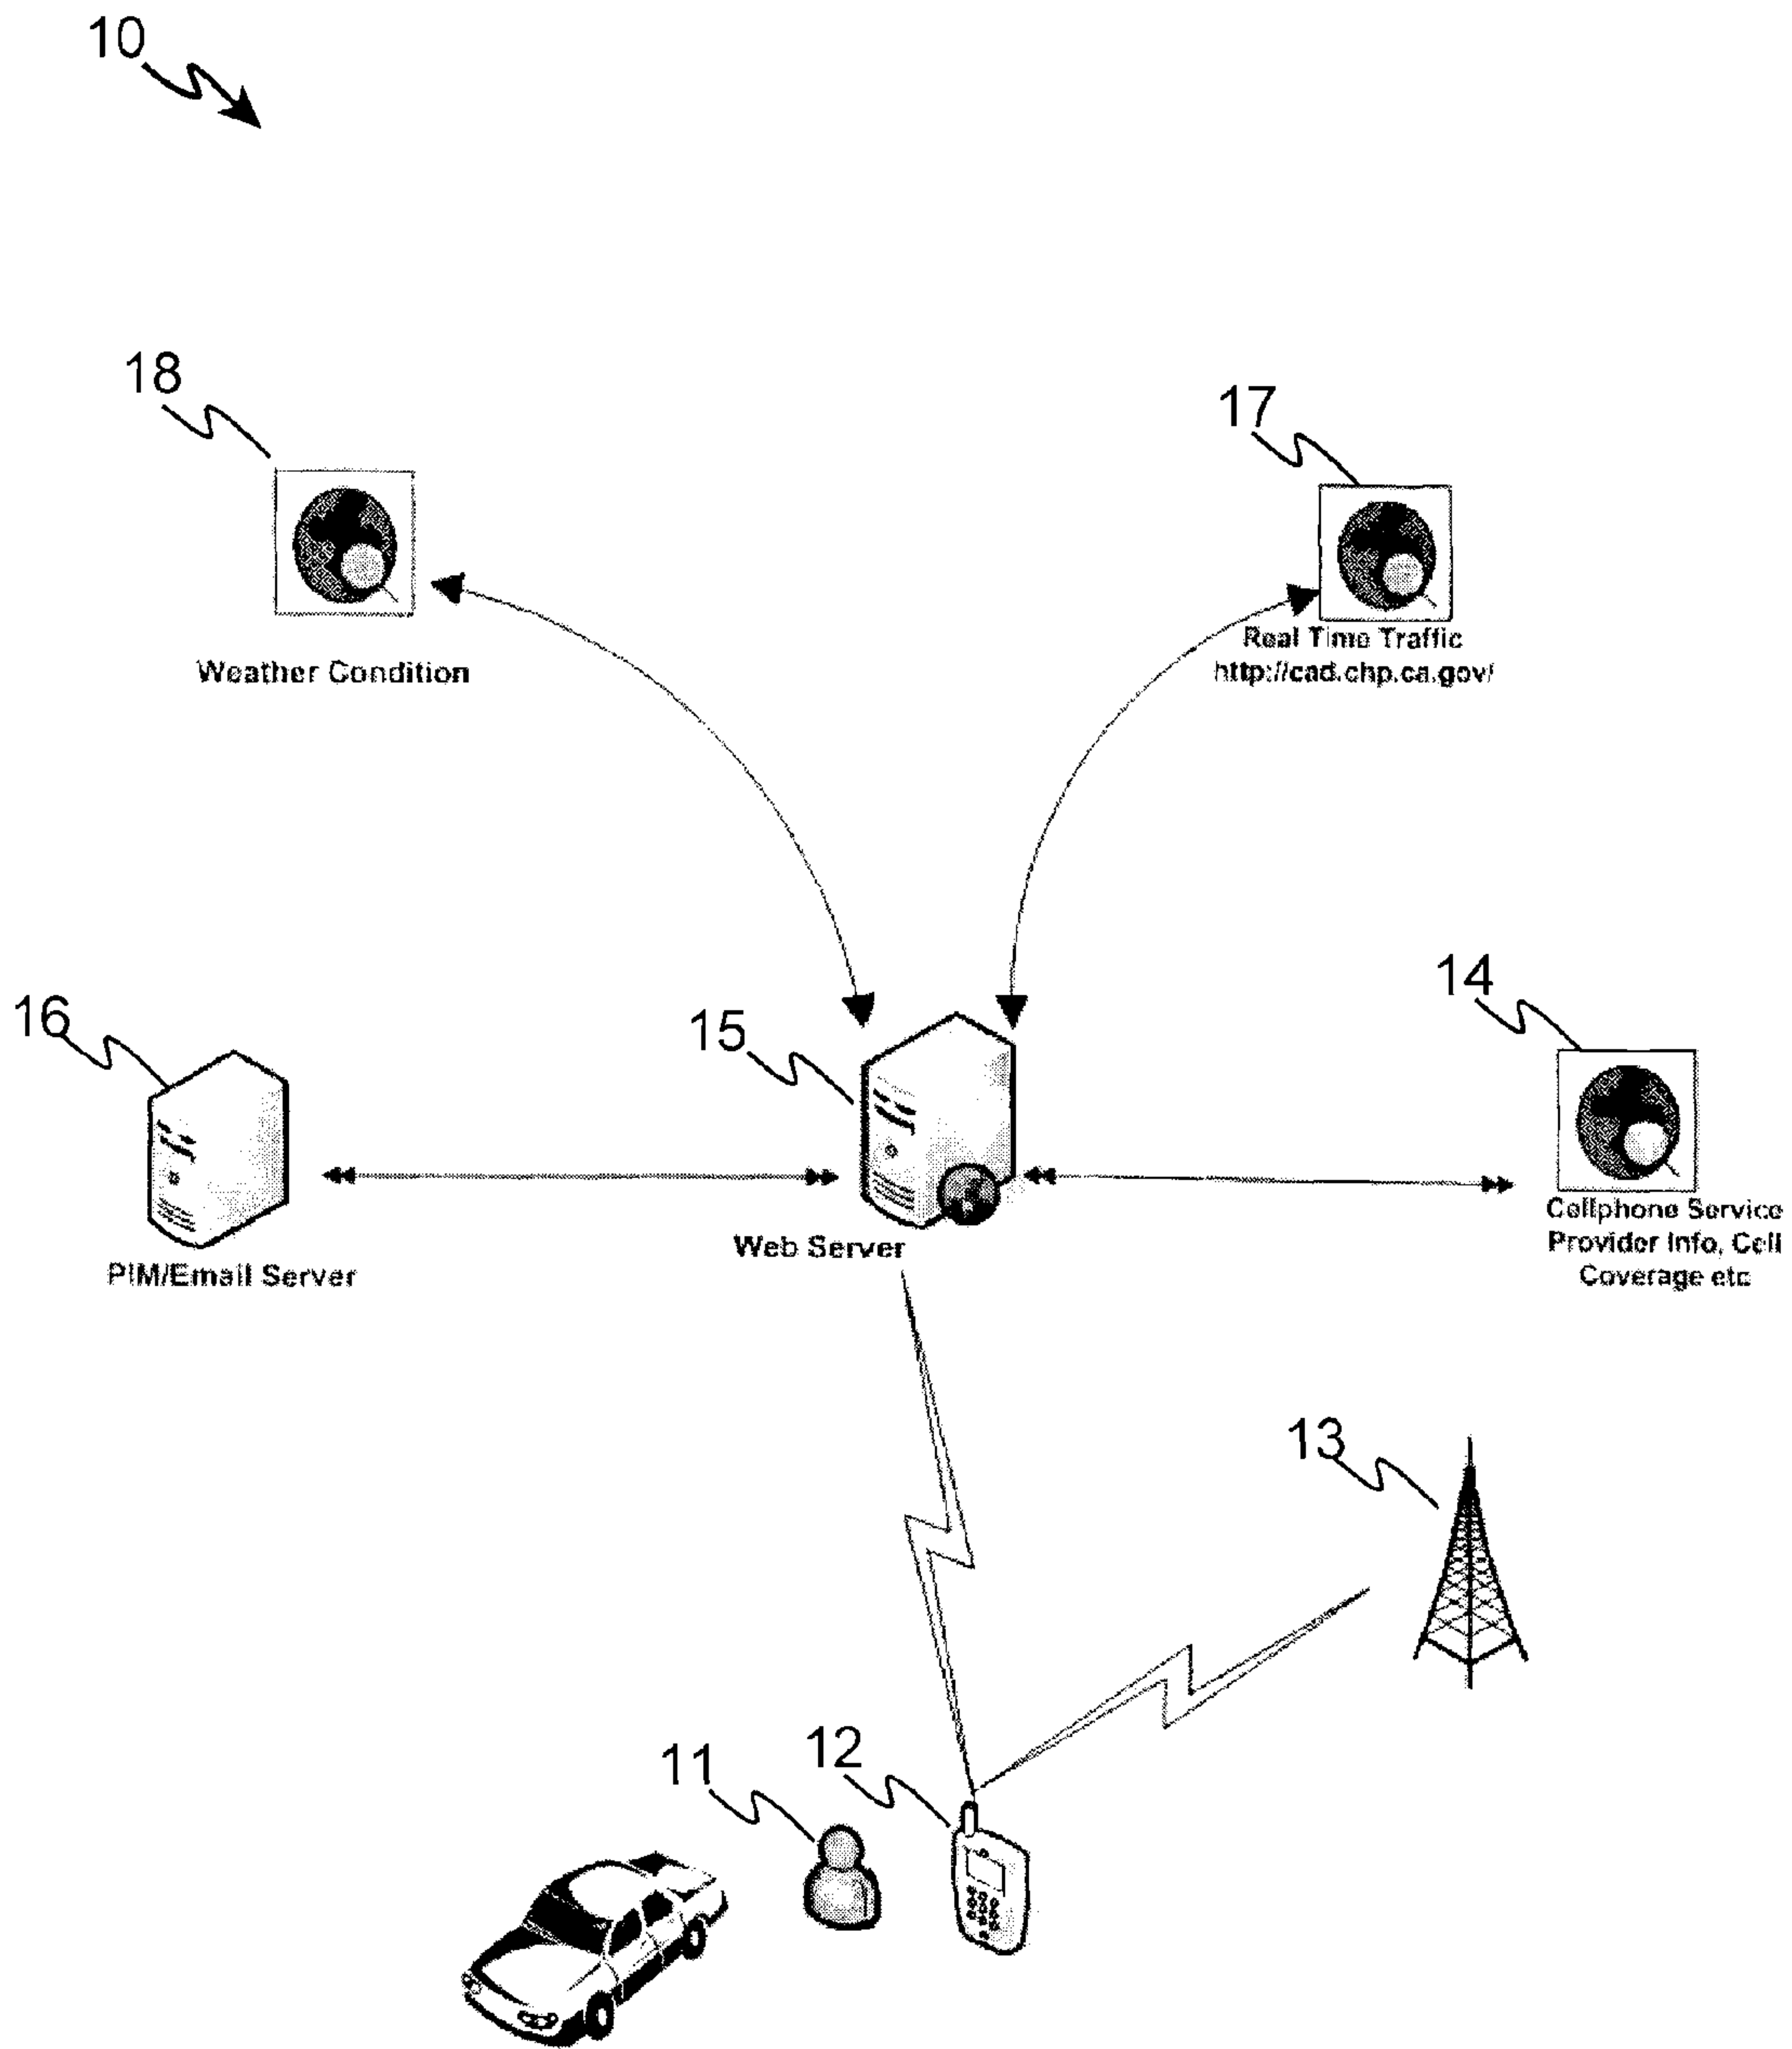 10
18
17
Weather Condition
Real Time Traffic
http://cad.chp.ca.gov/
14
16
15
Cellphone Service
Provider Info, Cell
Coverage etc
Web Server
PIM/Email Server
13
12
11